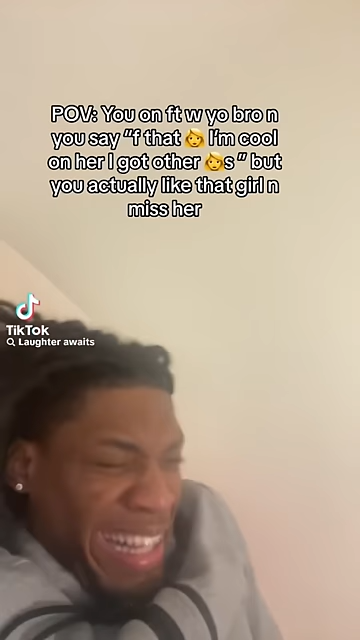 POV: You on ft w yo bro n
you say “f that 👩 I'm cool
on her I got other 👩s ” but
you actually like that girl n
miss her
TikTok
Laughter awaits